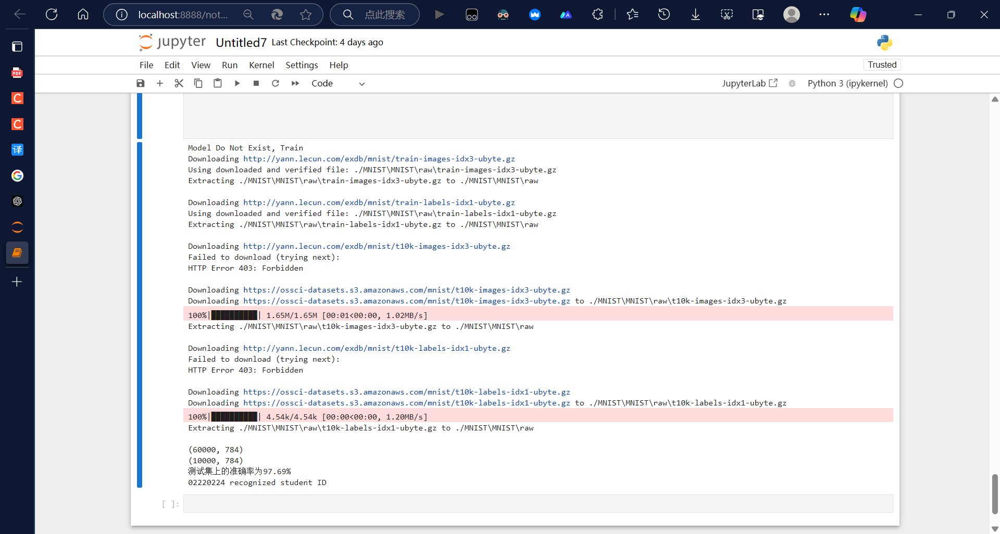 localhost:8888/not...
点此搜索
jupyter Untitled7 Last Checkpoint: 4 days ago
File Edit View Run Kernel Settings Help
Trusted
Code
JupyterLab
Python 3 (ipykernel)
PDF
C
C
译
Model Do Not Exist, Train
Downloading http://yann.lecun.com/exdb/mnist/train-images-idx3-ubyte.gz
Using downloaded and verified file: ./MNIST\MNIST\raw\train-images-idx3-ubyte.gz
Extracting ./MNIST\MNIST\raw\train-images-idx3-ubyte.gz to ./MNIST\MNIST\raw
Downloading http://yann.lecun.com/exdb/mnist/train-labels-idx1-ubyte.gz
Using downloaded and verified file: ./MNIST\MNIST\raw\train-labels-idx1-ubyte.gz
Extracting ./MNIST\MNIST\raw\train-labels-idx1-ubyte.gz to ./MNIST\MNIST\raw
Downloading http://yann.lecun.com/exdb/mnist/t10k-images-idx3-ubyte.gz
Failed to download (trying next):
HTTP Error 403: Forbidden
Downloading https://ossci-datasets.s3.amazonaws.com/mnist/t10k-images-idx3-ubyte.gz
Downloading https://ossci-datasets.s3.amazonaws.com/mnist/t10k-images-idx3-ubyte.gz to ./MNIST\MNIST\raw\t10k-images-idx3-ubyte.gz
100%|██████████| 1.65M/1.65M [00:01<00:00, 1.02MB/s]
Extracting ./MNIST\MNIST\raw\t10k-images-idx3-ubyte.gz to ./MNIST\MNIST\raw
Downloading http://yann.lecun.com/exdb/mnist/t10k-labels-idx1-ubyte.gz
Failed to download (trying next):
HTTP Error 403: Forbidden
Downloading https://ossci-datasets.s3.amazonaws.com/mnist/t10k-labels-idx1-ubyte.gz
Downloading https://ossci-datasets.s3.amazonaws.com/mnist/t10k-labels-idx1-ubyte.gz to ./MNIST\MNIST\raw\t10k-labels-idx1-ubyte.gz
100%|██████████| 4.54k/4.54k [00:00<00:00, 1.20MB/s]
Extracting ./MNIST\MNIST\raw\t10k-labels-idx1-ubyte.gz to ./MNIST\MNIST\raw
(60000, 784)
(10000, 784)
测试集上的准确率为97.69%
02220224 recognized student ID
[ ]: